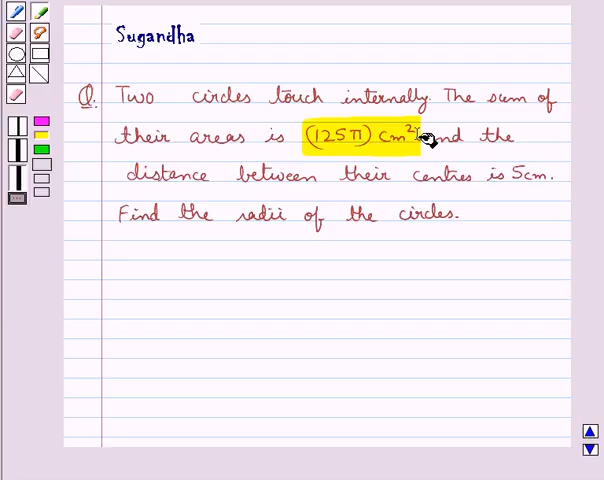 Sugandha
Q. Two circles touch internally. The sum of
their areas is (125π) cm² and the
distance between their centres is 5cm.
Find the radii of the circles.